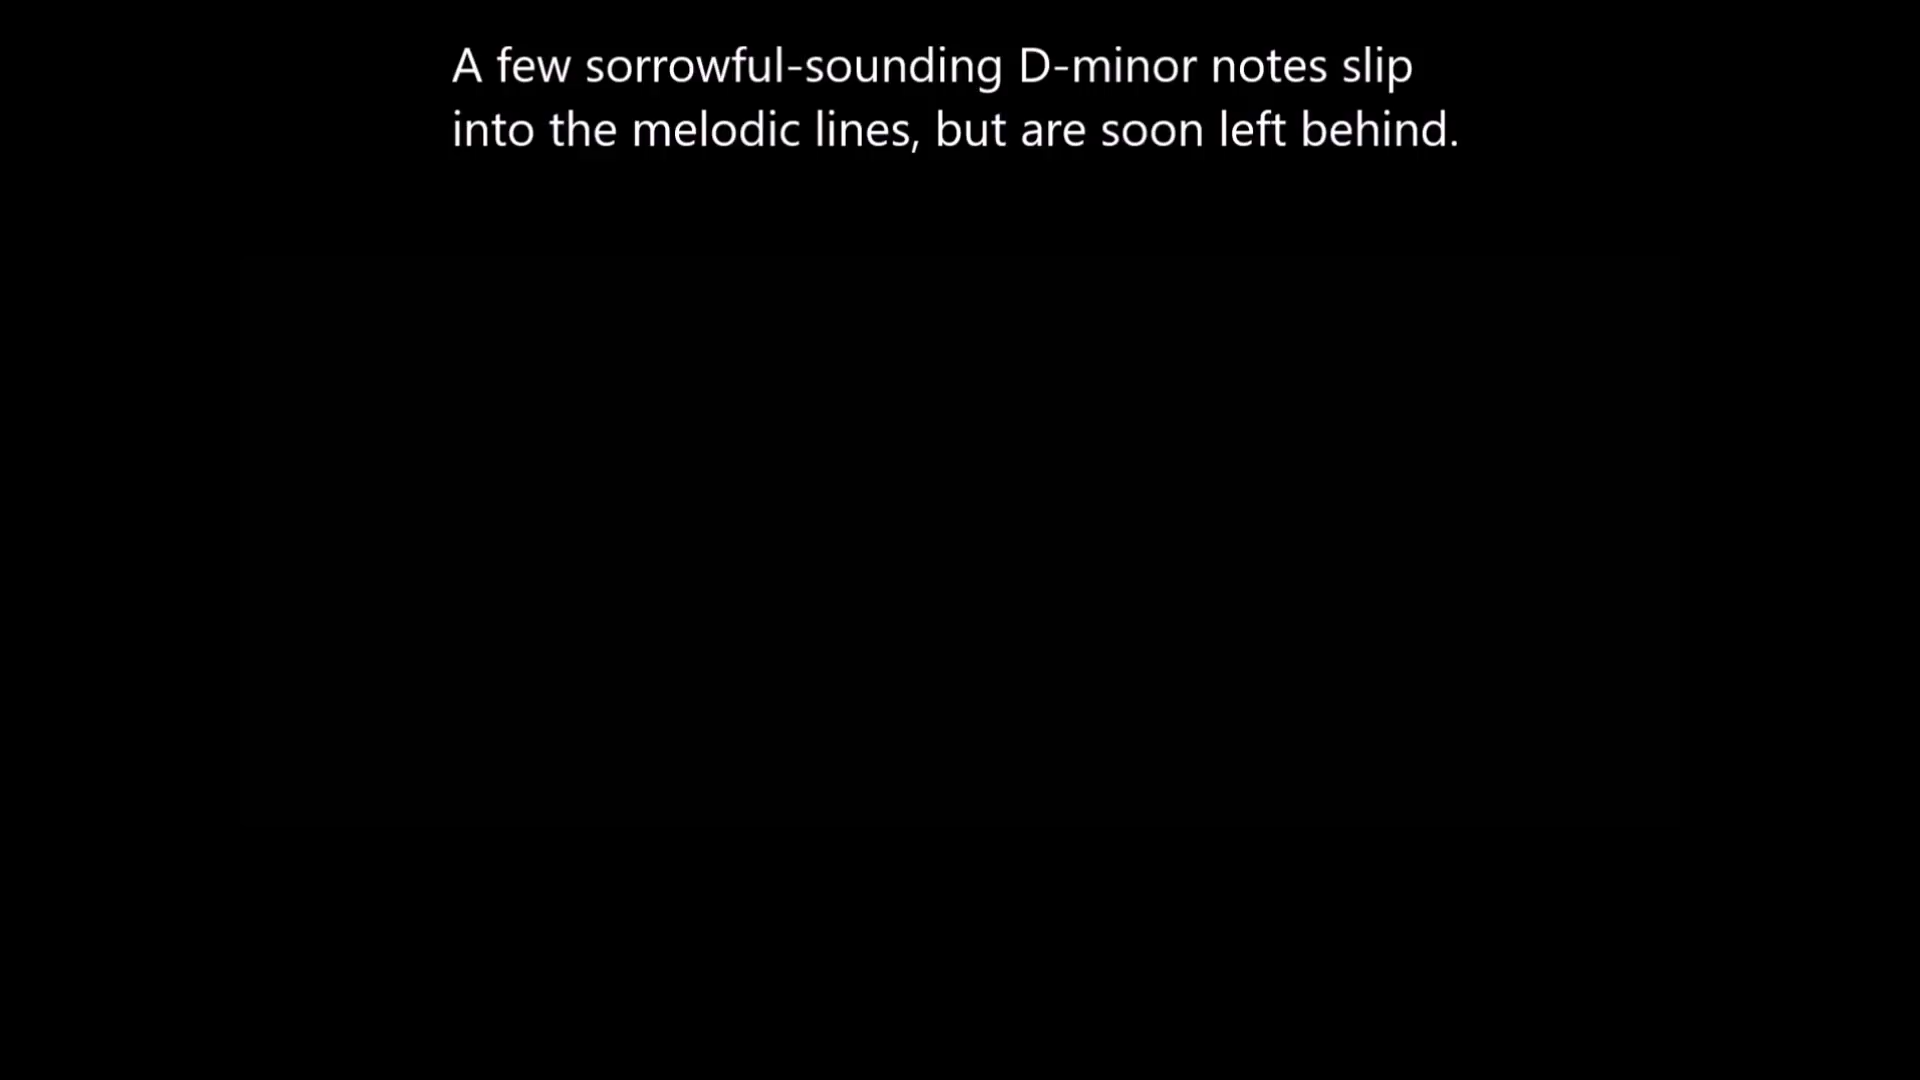 A few sorrowful-sounding D-minor notes slip
into the melodic lines, but are soon left behind.